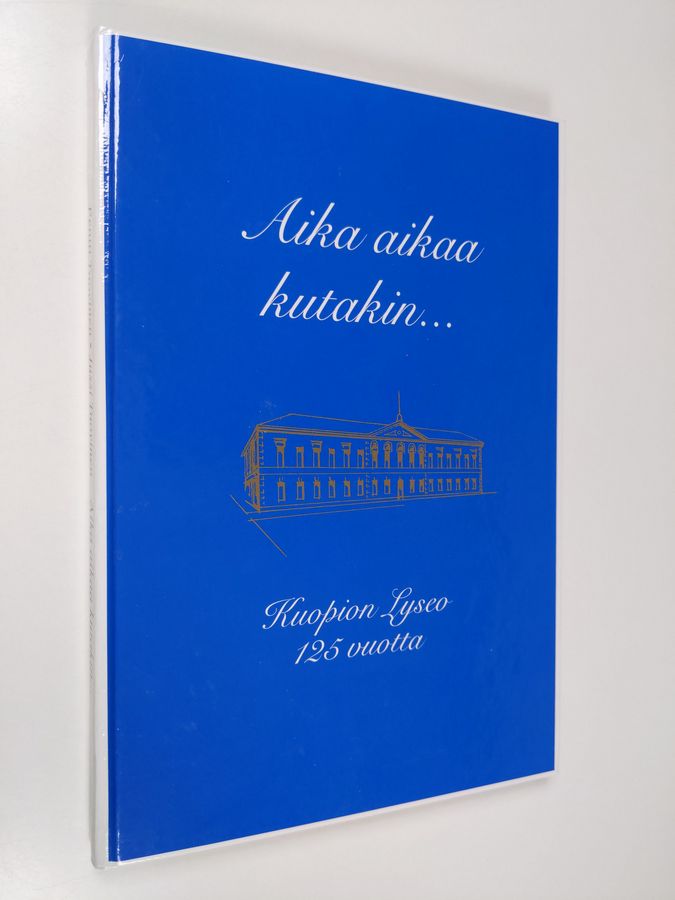 Aika aikaa
kutakin...
Kuopion Lyseo
125 vuotta